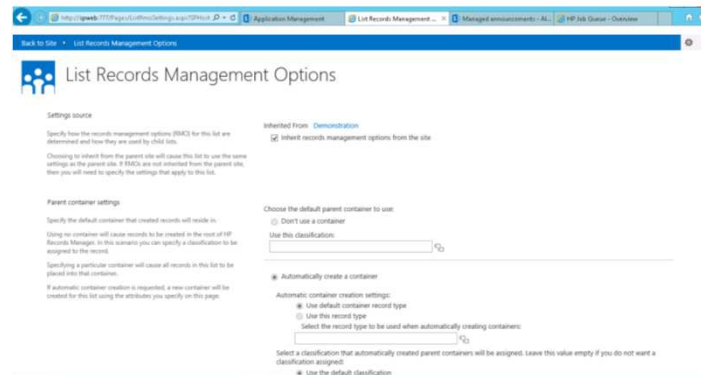 Application Management
List Records Management ...
Managed announcements - Al...
HP Job Queue - Overview
Back to Site • List Records Management Options
List Records Management Options
Settings source
Specify how the records management options (RMO) for this list are
determined and how they are used by child lists.
Choosing to inherit from the parent site will cause this list to use the same
settings as the parent site. If RMOs are not inherited from the parent site,
then you will need to specify the settings that apply to this list.
Inherited From Demonstration
Inherit records management options from the site
Parent container settings
Specify the default container that created records will reside in.
Using no container will cause records to be created in the root of HP
Records Manager. In this scenario you can specify a classification to be
assigned to the record.
Specifying a particular container will cause all records in this list to be
placed into that container.
If automatic container creation is requested, a new container will be
created for this list using the attributes you specify on this page.
Choose the default parent container to use:
Don't use a container
Use this classification:
Automatically create a container
Automatic container creation settings:
Use default container record type
Use this record type
Select the record type to be used when automatically creating containers:
Select a classification that automatically created parent containers will be assigned. Leave this value empty if you do not want a
classification assigned:
Use the default classification